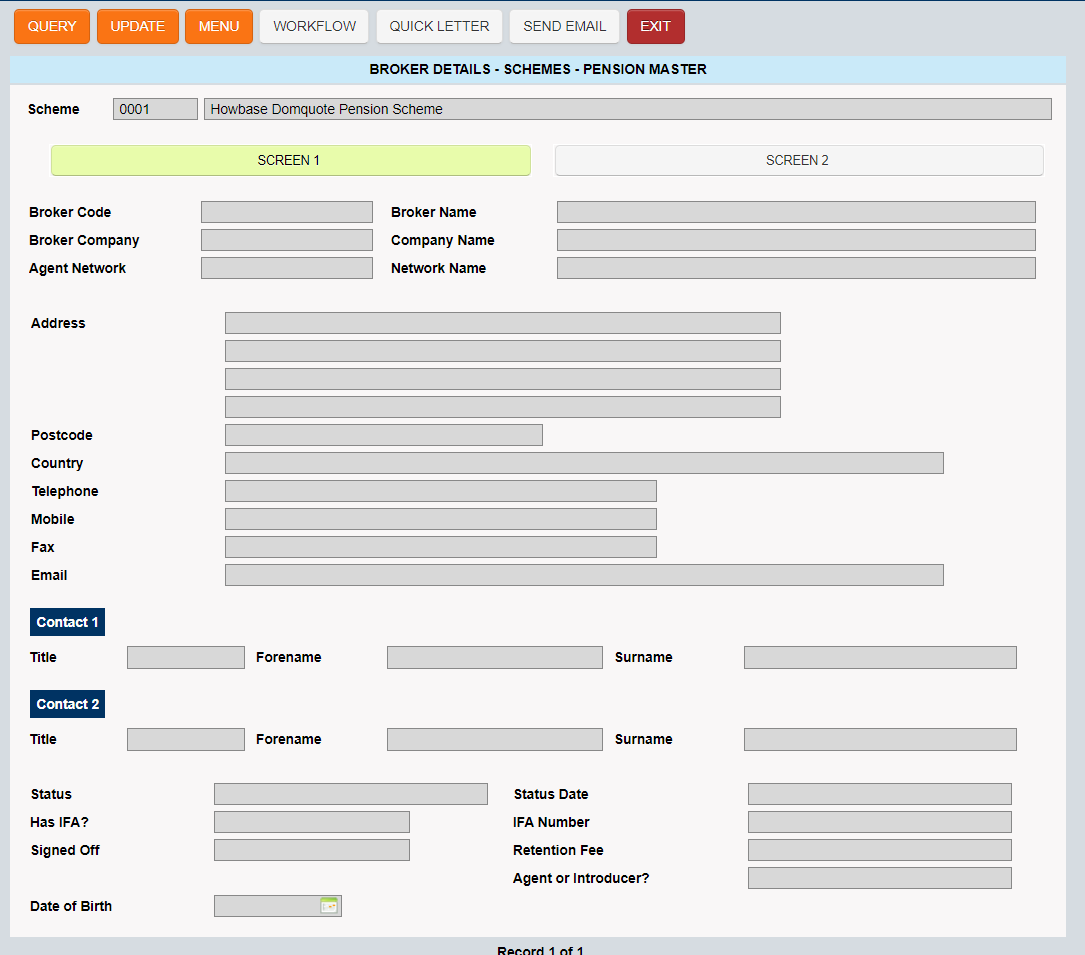 QUERY UPDATE MENU WORKFLOW QUICK LETTER SEND EMAIL EXIT
BROKER DETAILS - SCHEMES - PENSION MASTER
Scheme 0001 Howbase Domquote Pension Scheme
SCREEN 1 SCREEN 2
Broker Code Broker Name
Broker Company Company Name
Agent Network Network Name
Address
Postcode
Country
Telephone
Mobile
Fax
Email
Contact 1
Title Forename Surname
Contact 2
Title Forename Surname
Status Status Date
Has IFA? IFA Number
Signed Off Retention Fee
Agent or Introducer?
Date of Birth
Record 1 of 1